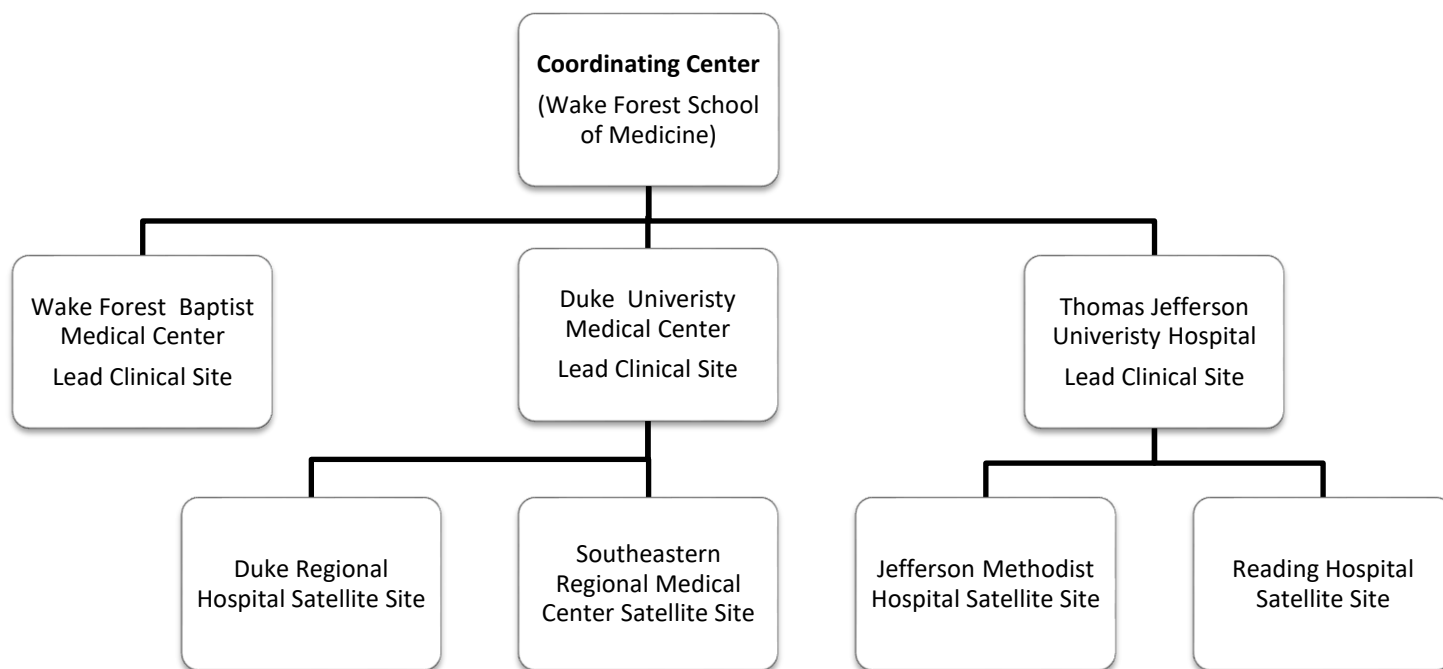 Coordinating Center
(Wake Forest School
of Medicine)
Wake Forest  Baptist
Medical Center
Lead Clinical Site
Duke  Univeristy
Medical Center
Lead Clinical Site
Thomas Jefferson
Univeristy Hospital
Lead Clinical Site
Duke Regional
Hospital Satellite Site
Southeastern
Regional Medical
Center Satellite Site
Jefferson Methodist
Hospital Satellite Site
Reading Hospital
Satellite Site